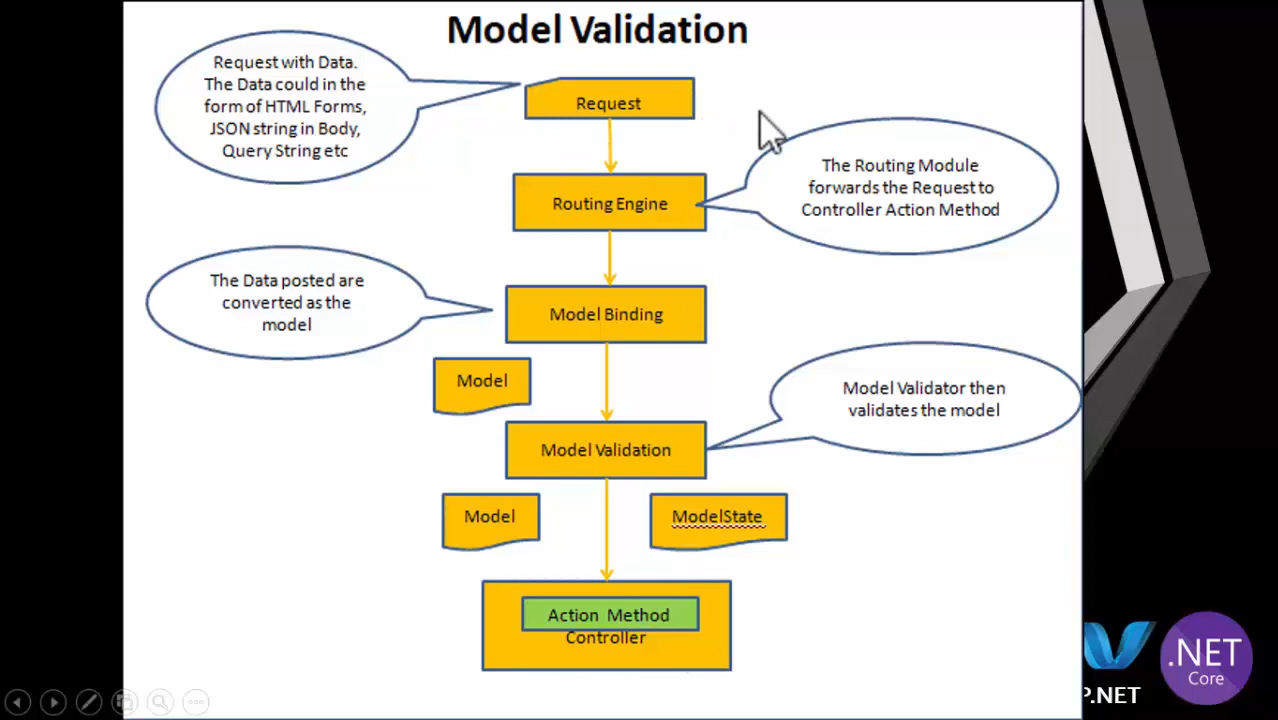 Model Validation
Request with Data.
The Data could in the
form of HTML Forms,
JSON string in Body,
Query String etc
Request
The Routing Module
forwards the Request to
Controller Action Method
Routing Engine
The Data posted are
converted as the
model
Model Binding
Model
Model Validator then
validates the model
Model Validation
Model
ModelState
Action Method
Controller
.NET
Core
P.NET